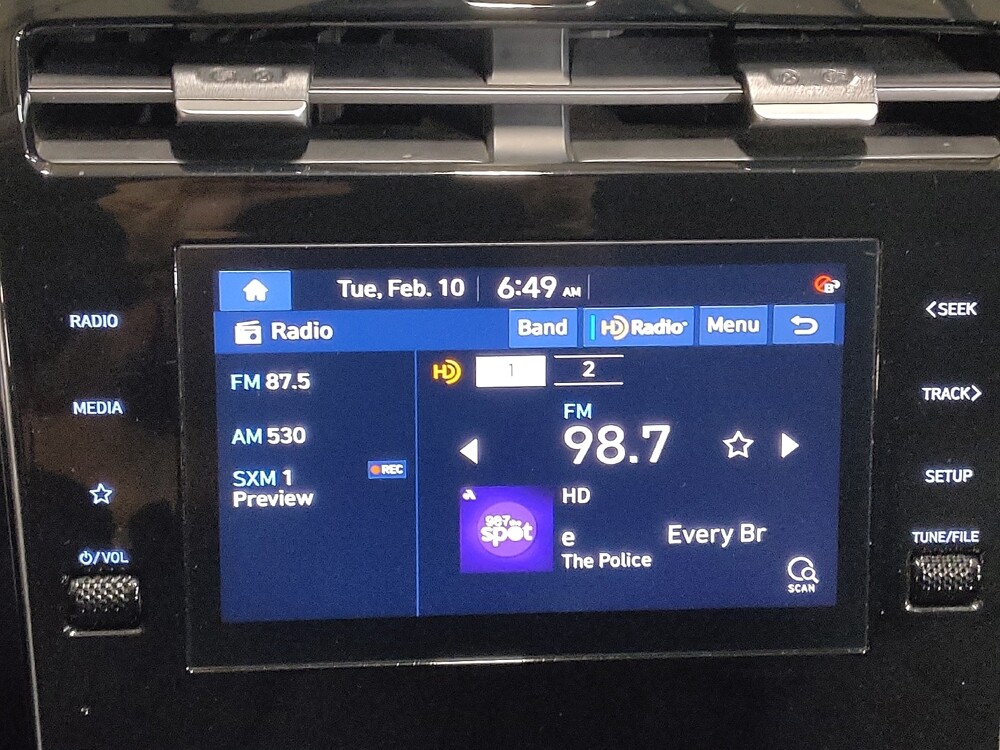 Tue, Feb. 10 6:49 AM B
Radio Band HD Radio Menu
RADIO
<SEEK
FM 87.5
HD 1 2
MEDIA
TRACK>
FM
98.7
AM 530
REC
SXM 1
Preview
SETUP
HD
987 the
spot
e Every Br
The Police
/VOL
TUNE/FILE
SCAN